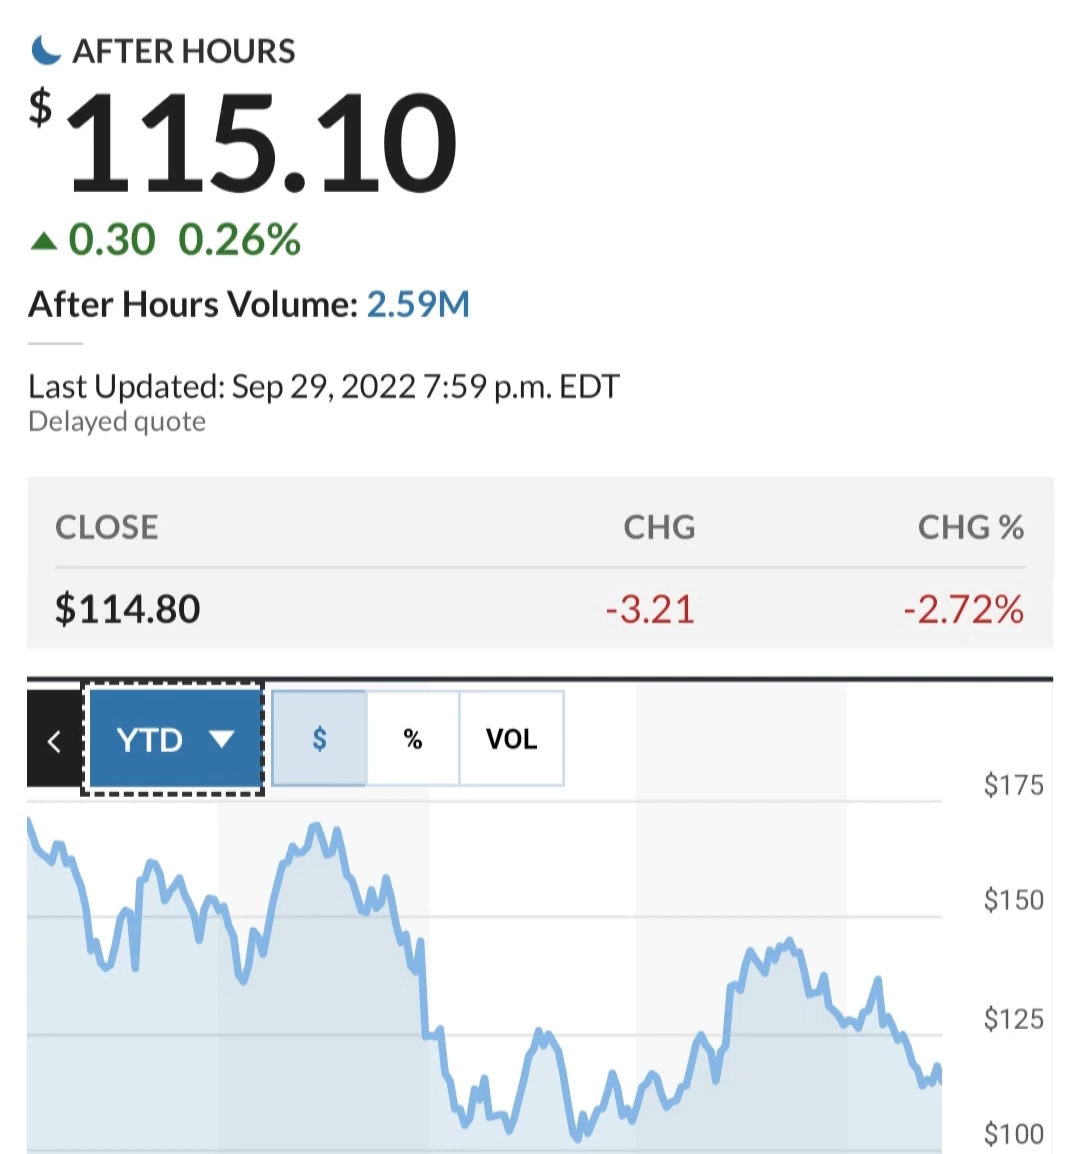 AFTER HOURS
$115.10
▲ 0.30 0.26%
After Hours Volume: 2.59M
Last Updated: Sep 29, 2022 7:59 p.m. EDT
Delayed quote
CLOSE CHG CHG %
$114.80 -3.21 -2.72%
< YTD ▼ $ % VOL
$175
$150
$125
$100